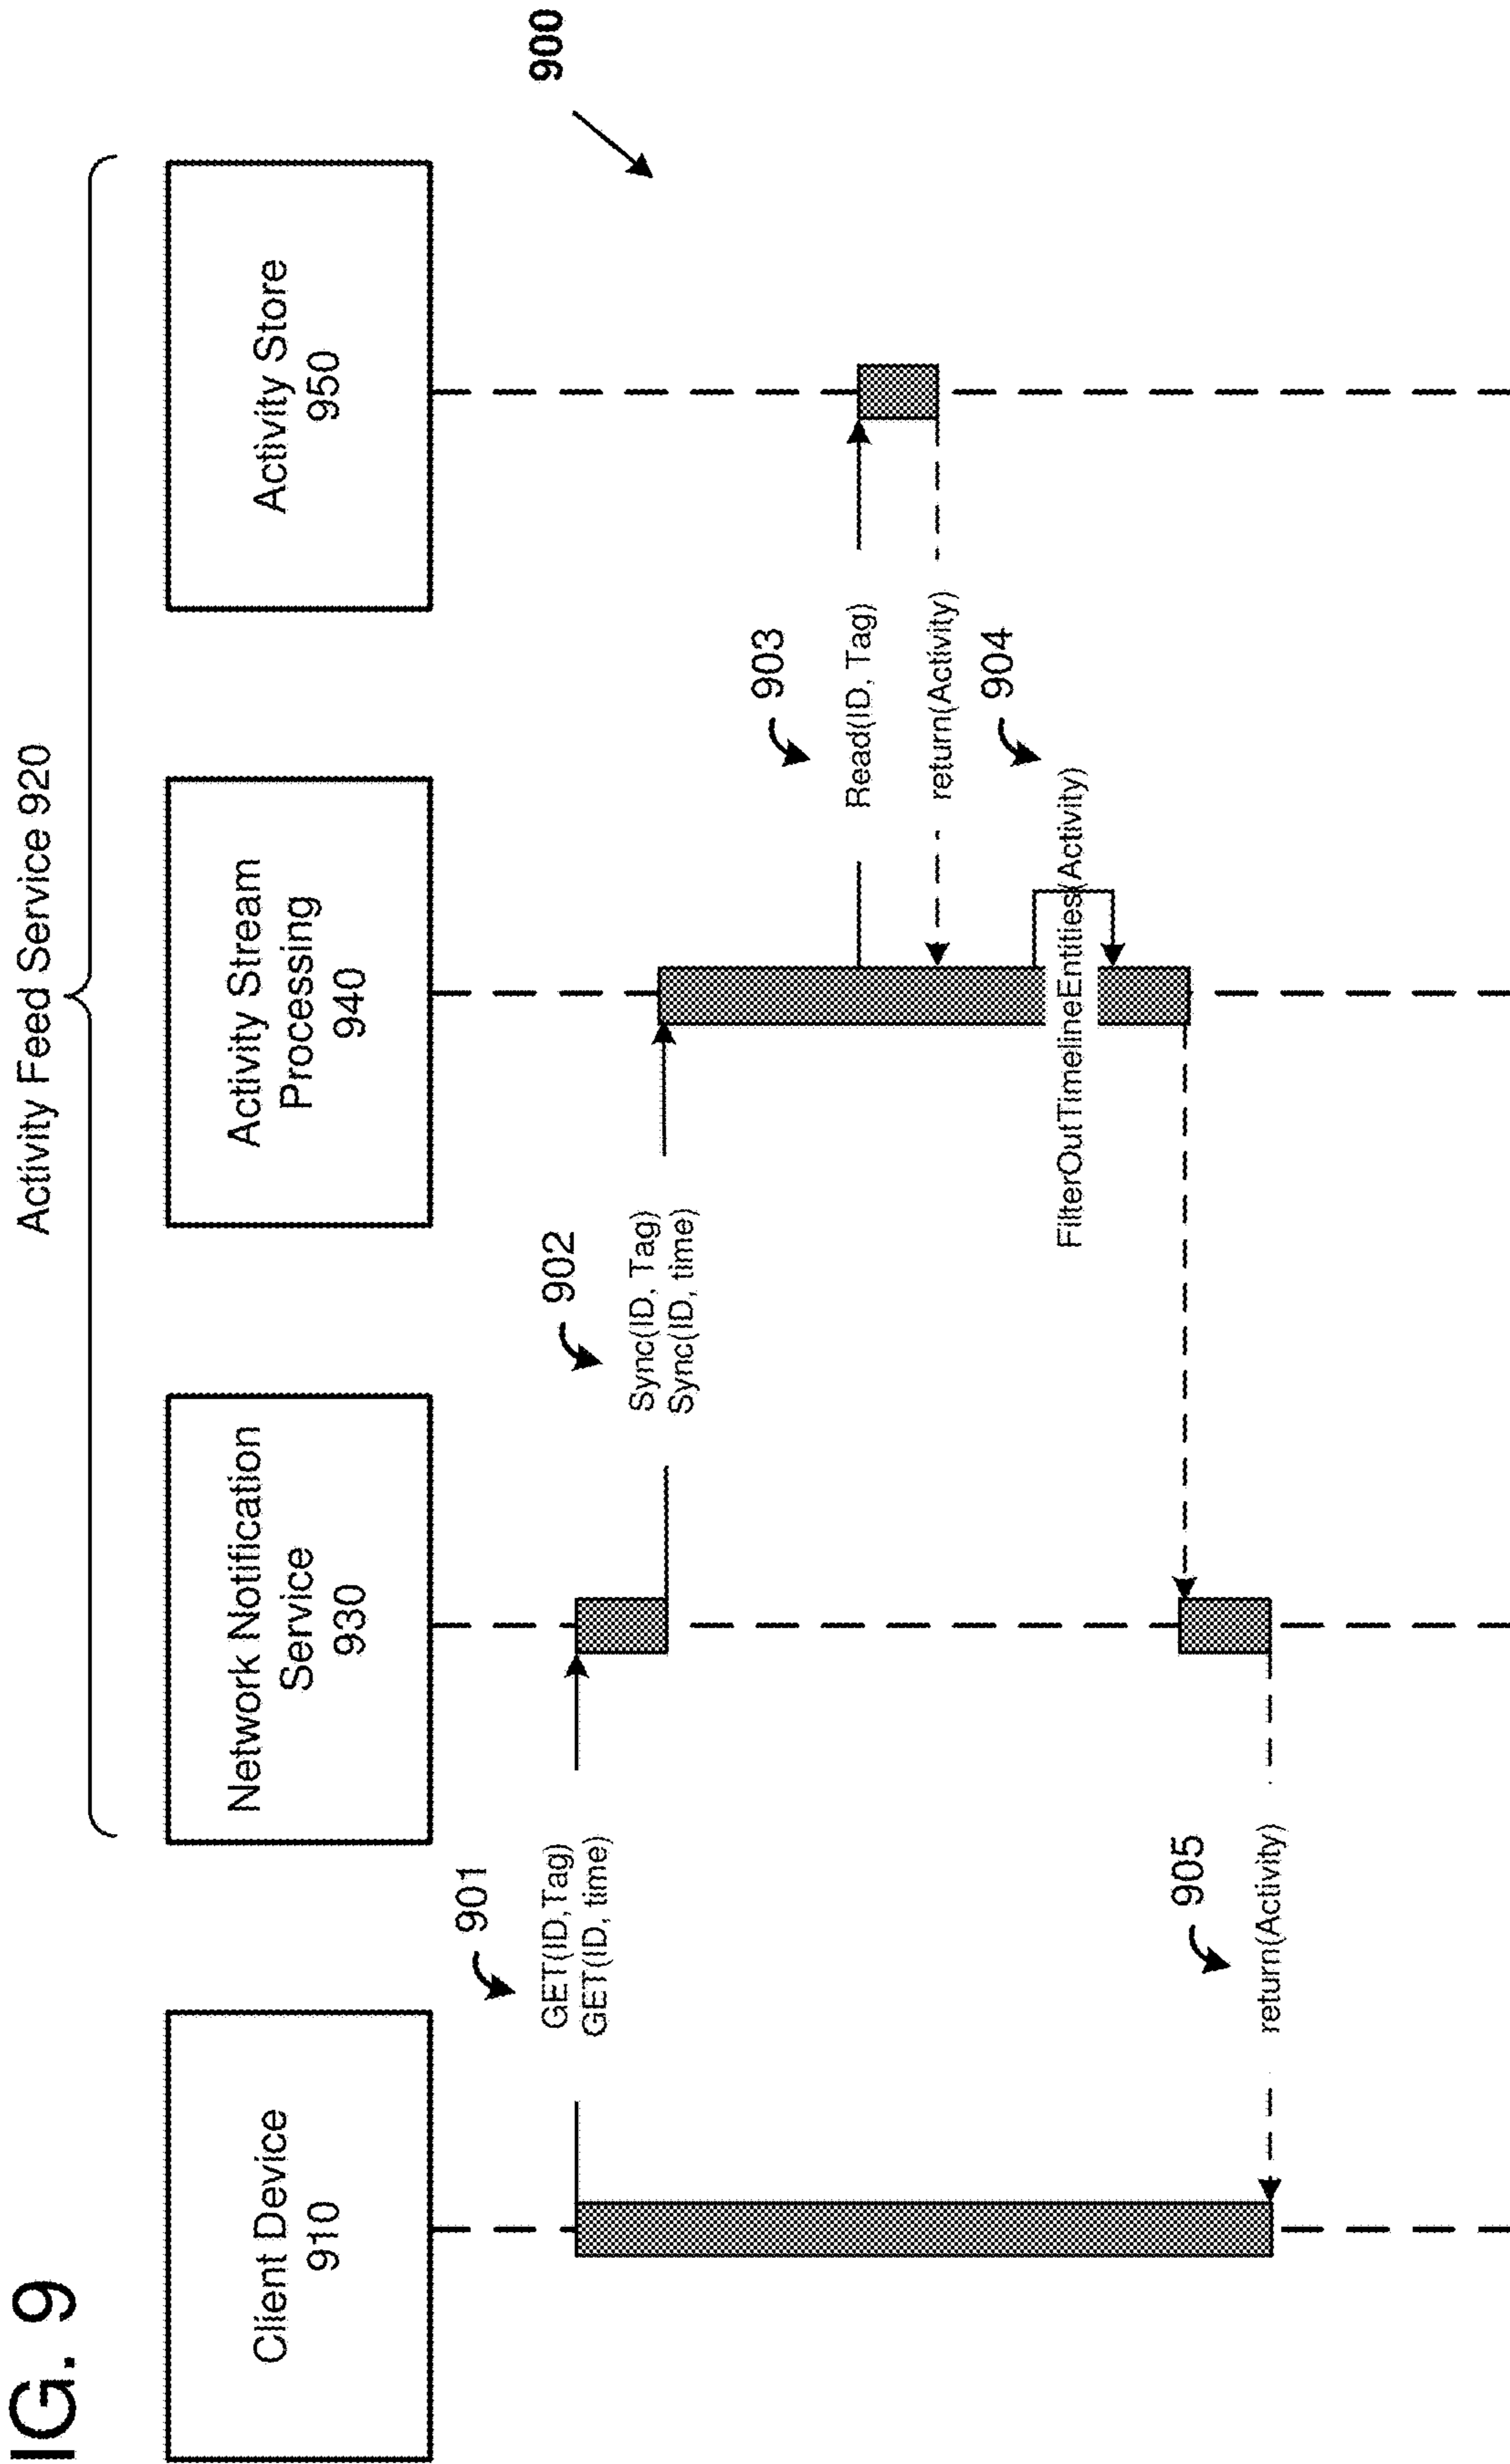 IG. 9
Activity Feed Service 920
Client Device
910
Network Notification
Service
930
Activity Stream
Processing
940
Activity Store
950
900
901
GET(ID,Tag)
GET(ID, time)
902
Sync(ID, Tag)
Sync(ID, time)
903
Read(ID, Tag)
return(Activity)
904
FilterOutTimelineEntities(Activity)
905
return(Activity)